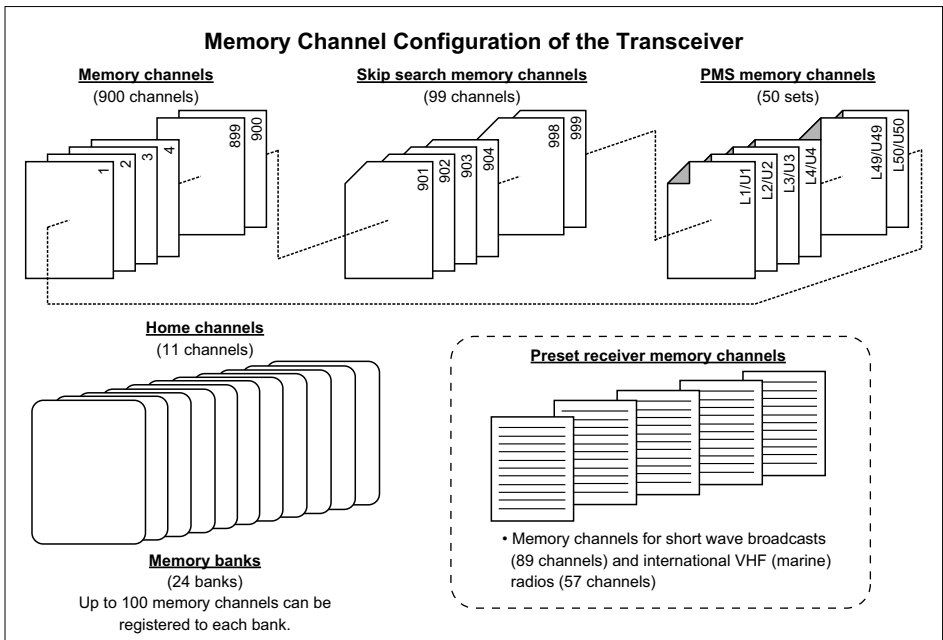 Memory Channel Configuration of the Transceiver
Memory channels
(900 channels)
1
2
3
4
899
900
Skip search memory channels
(99 channels)
901
902
903
904
998
999
PMS memory channels
(50 sets)
L1/U1
L2/U2
L3/U3
L4/U4
L49/U49
L50/U50
Home channels
(11 channels)
Memory banks
(24 banks)
Up to 100 memory channels can be
registered to each bank.
Preset receiver memory channels
• Memory channels for short wave broadcasts
(89 channels) and international VHF (marine)
radios (57 channels)